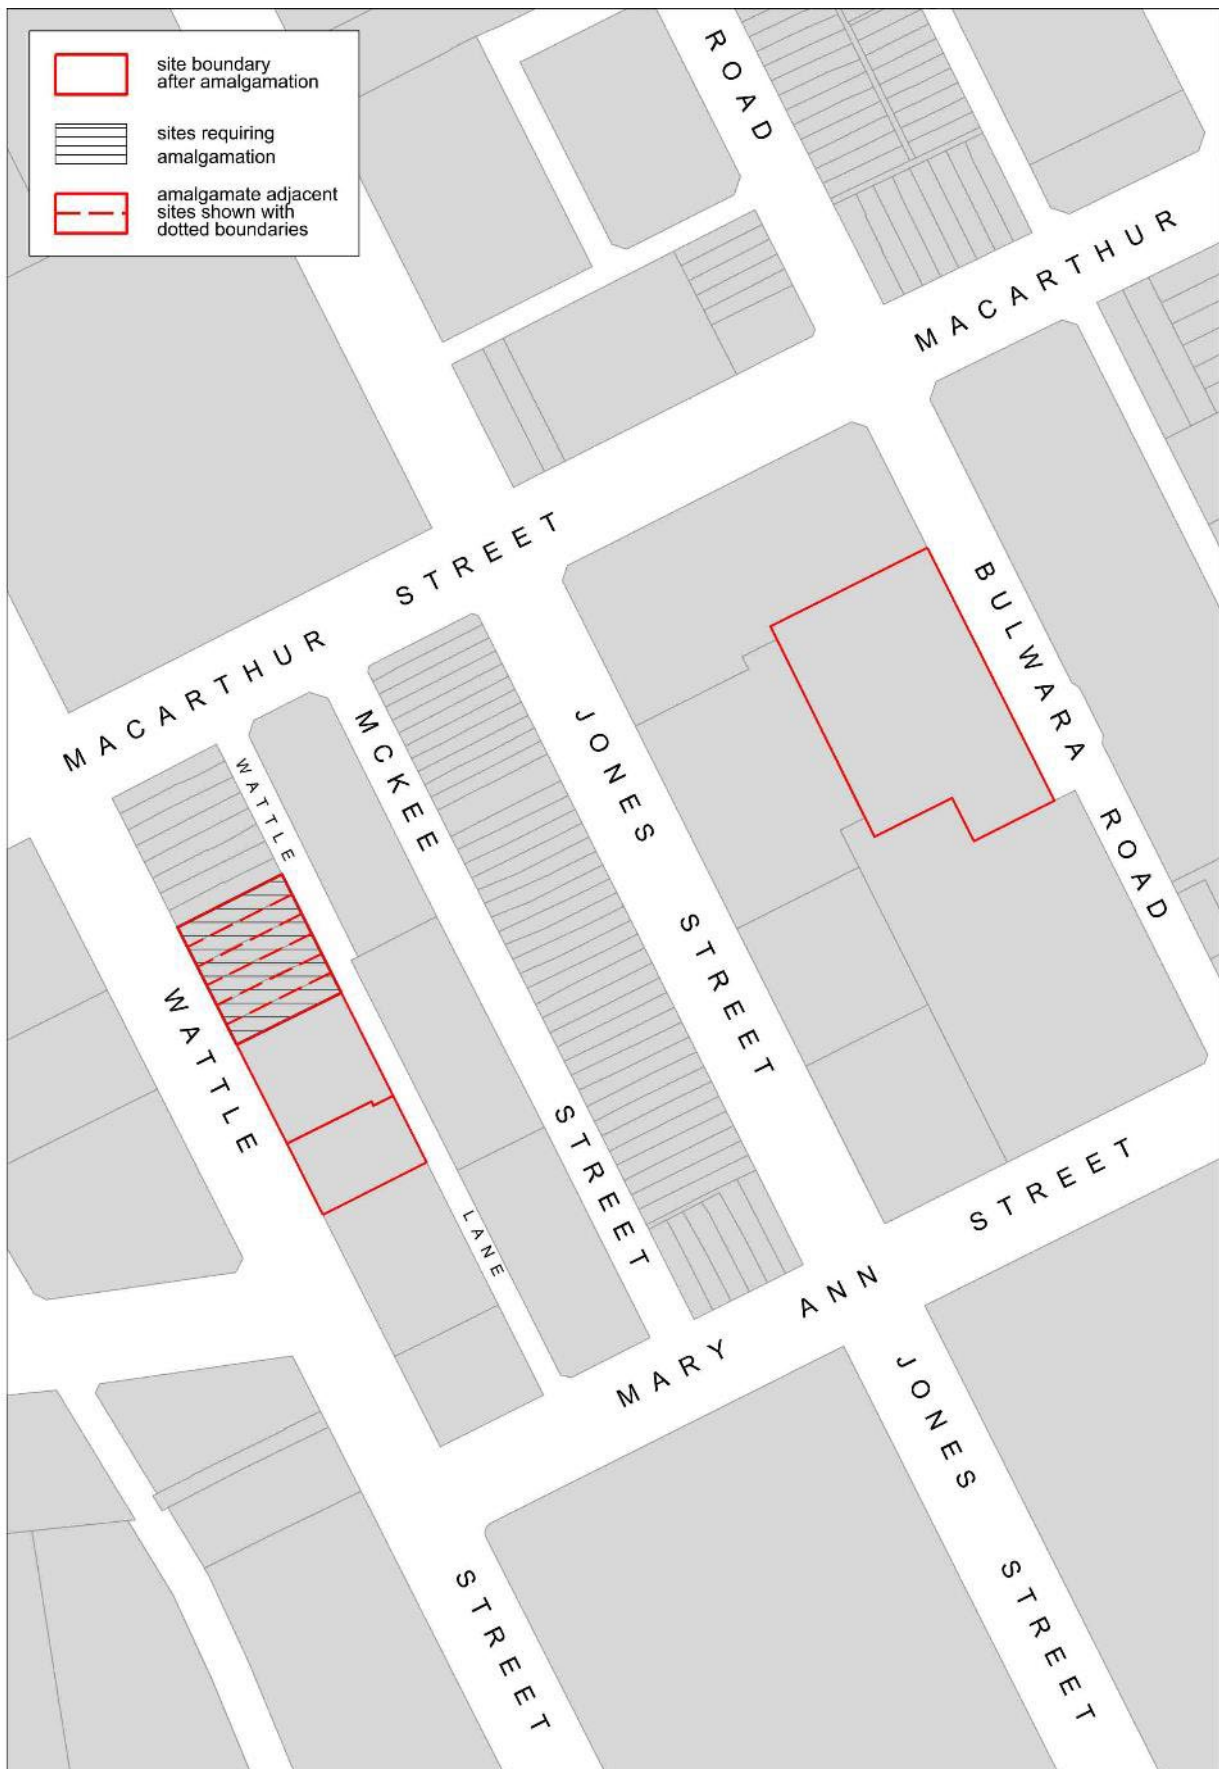 site boundary
after amalgamation
sites requiring
amalgamation
amalgamate adjacent
sites shown with
dotted boundaries
ROAD
MACARTHUR
MACARTHUR STREET
BULWARA ROAD
MCKEE STREET
JONES STREET
WATTLE LANE
WATTLE STREET
MARY ANN STREET
JONES STREET